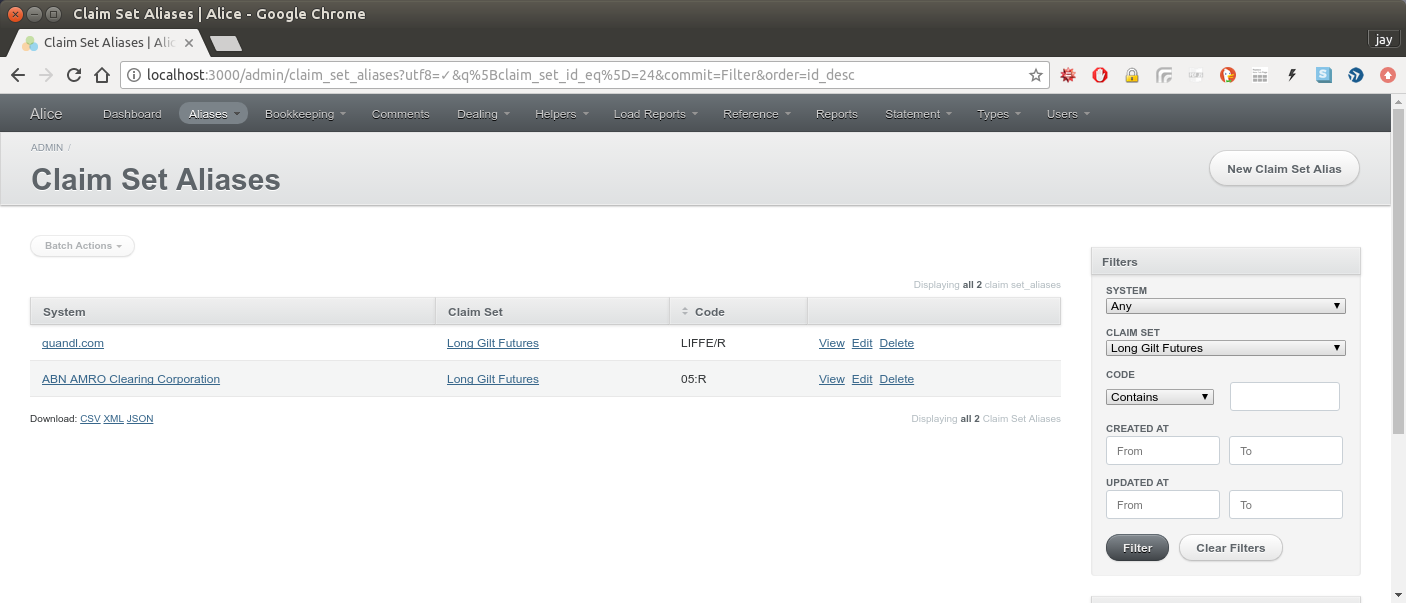 Claim Set Aliases | Alice - Google Chrome
Claim Set Aliases | Alic
jay
localhost:3000/admin/claim_set_aliases?utf8=✓&q%5Bclaim_set_id_eq%5D=24&commit=Filter&order=id_desc
Alice Dashboard Aliases Bookkeeping Comments Dealing Helpers Load Reports Reference Reports Statement Types Users
ADMIN /
Claim Set Aliases
New Claim Set Alias
Batch Actions
Displaying all 2 claim set_aliases
System Claim Set Code
quandl.com Long Gilt Futures LIFFE/R View Edit Delete
ABN AMRO Clearing Corporation Long Gilt Futures 05:R View Edit Delete
Download: CSV XML JSON
Displaying all 2 Claim Set Aliases
Filters
SYSTEM
Any
CLAIM SET
Long Gilt Futures
CODE
Contains
CREATED AT
From To
UPDATED AT
From To
Filter Clear Filters